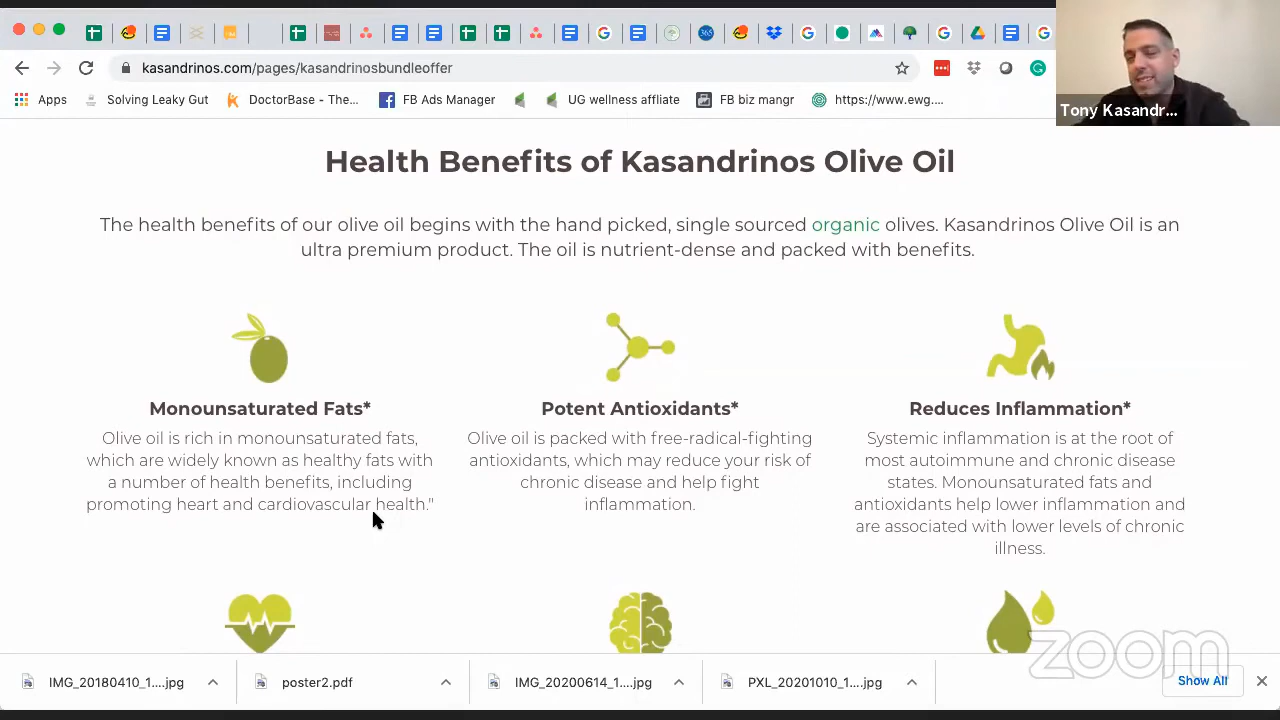 kasandrinos.com/pages/kasandrinosbundleoffer
Apps
Solving Leaky Gut
DoctorBase - The...
FB Ads Manager
UG wellness affliate
FB biz mangr
https://www.ewg....
365
Tony Kasandr...
Health Benefits of Kasandrinos Olive Oil
The health benefits of our olive oil begins with the hand picked, single sourced organic olives. Kasandrinos Olive Oil is an
ultra premium product. The oil is nutrient-dense and packed with benefits.
Monounsaturated Fats*
Olive oil is rich in monounsaturated fats,
which are widely known as healthy fats with
a number of health benefits, including
promoting heart and cardiovascular health."
Potent Antioxidants*
Olive oil is packed with free-radical-fighting
antioxidants, which may reduce your risk of
chronic disease and help fight
inflammation.
Reduces Inflammation*
Systemic inflammation is at the root of
most autoimmune and chronic disease
states. Monounsaturated fats and
antioxidants help lower inflammation and
are associated with lower levels of chronic
illness.
zoom
IMG_20180410_1....jpg
poster2.pdf
IMG_20200614_1....jpg
PXL_20201010_1....jpg
Show All